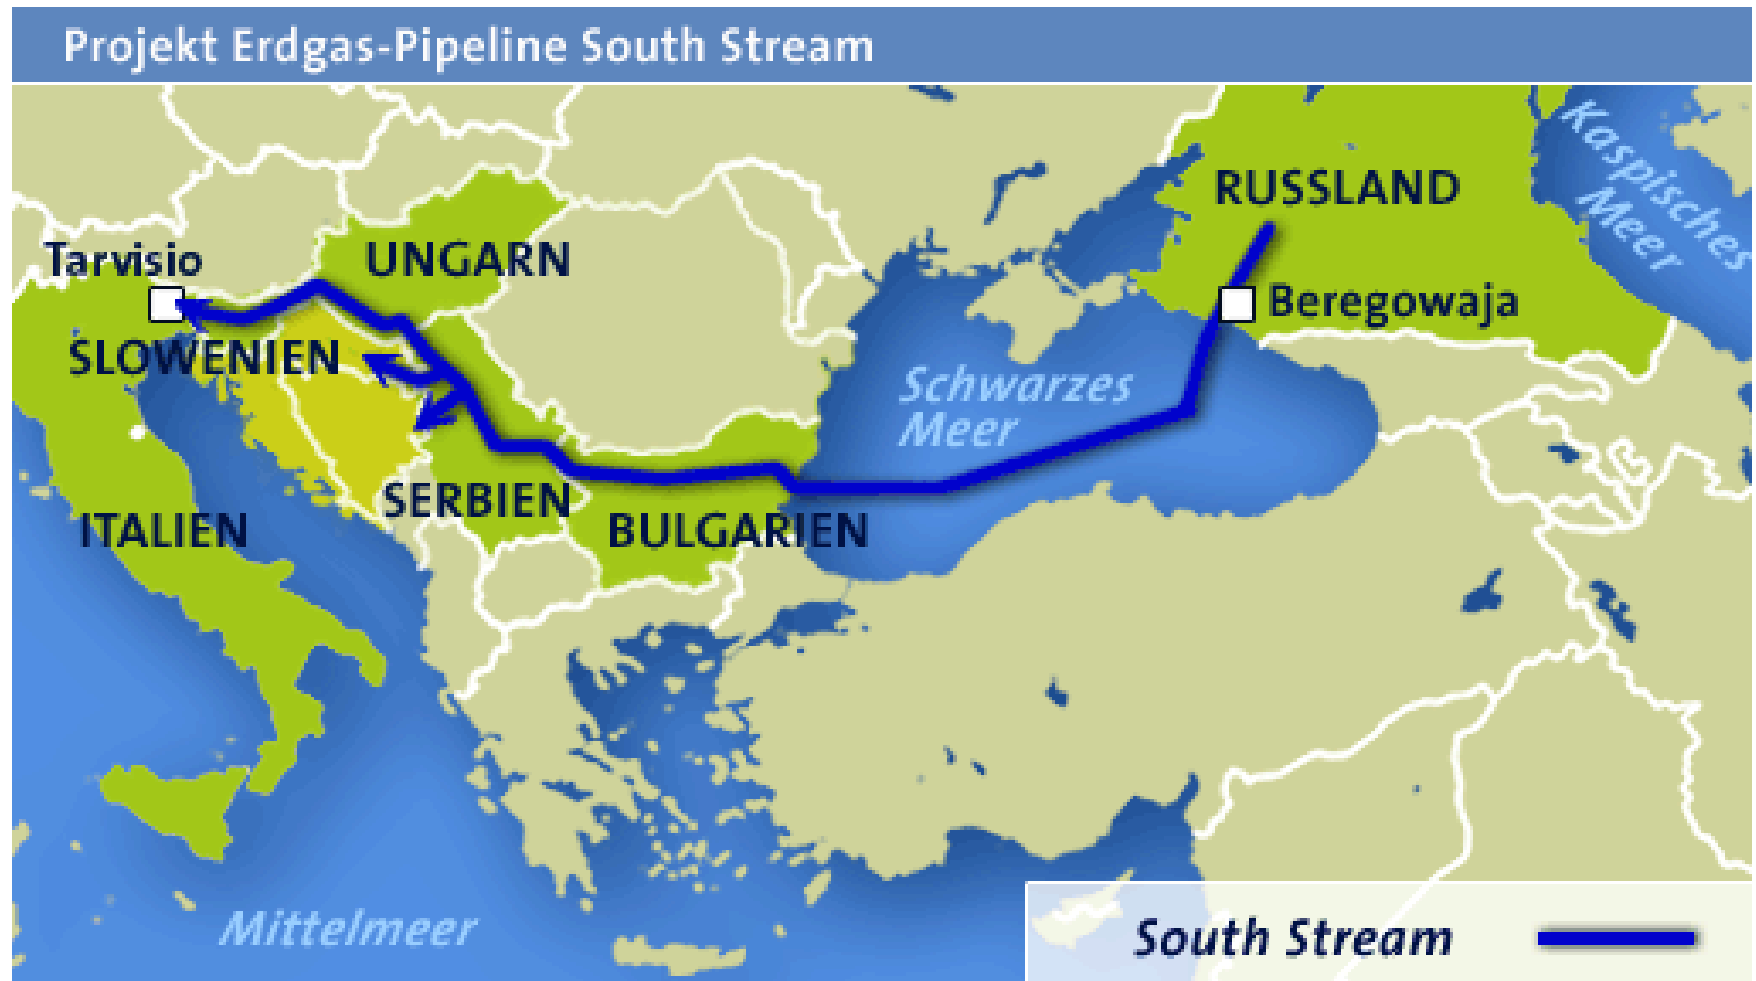 Projekt Erdgas-Pipeline South Stream
Kaspisches
Meer
RUSSLAND
Tarvisio
UNGARN
Beregowaja
SLOWENIEN
Schwarzes
Meer
SERBIEN
ITALIEN
BULGARIEN
Mittelmeer
South Stream